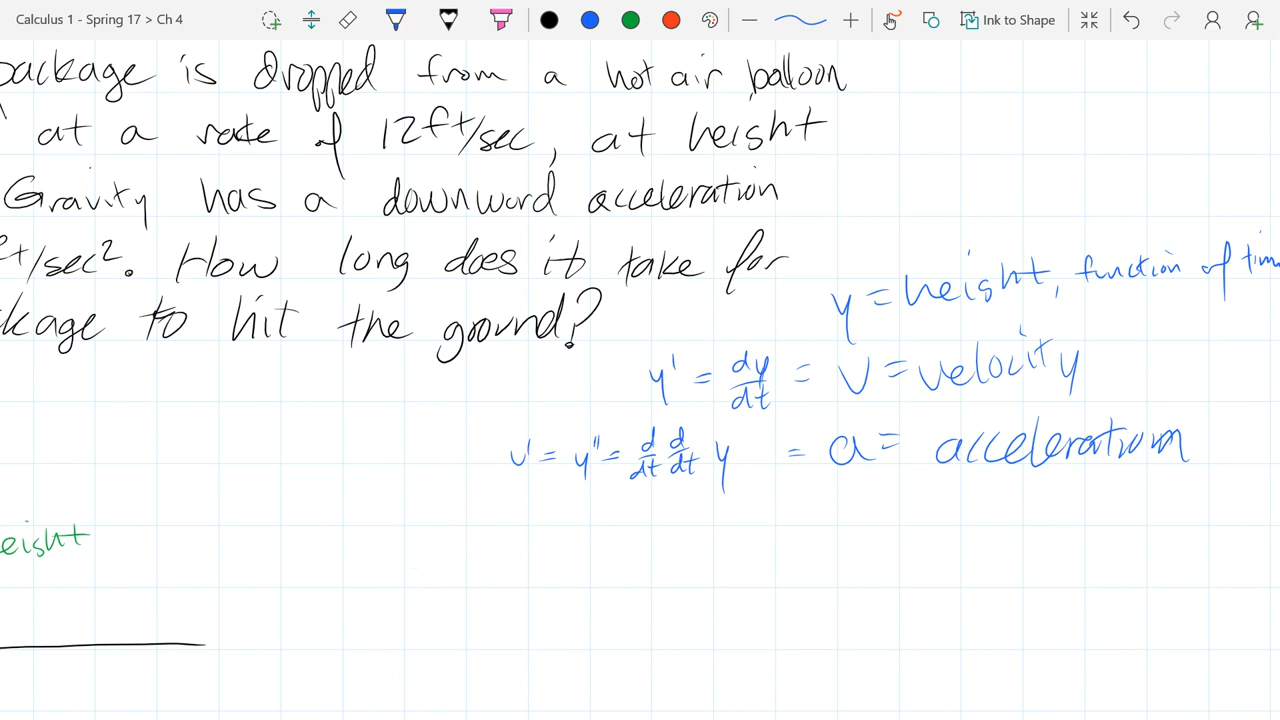 Calculus 1 - Spring 17 > Ch 4
Ink to Shape
package is dropped from a hot air balloon
at a rate of 12ft/sec, at height
Gravity has a downward acceleration
ft/sec². How long does it take for
ckage to hit the ground?
y = height, function of tim
y' = dy/dt = v = velocity
v' = y'' = d/dt d/dt y = a = acceleration
eight